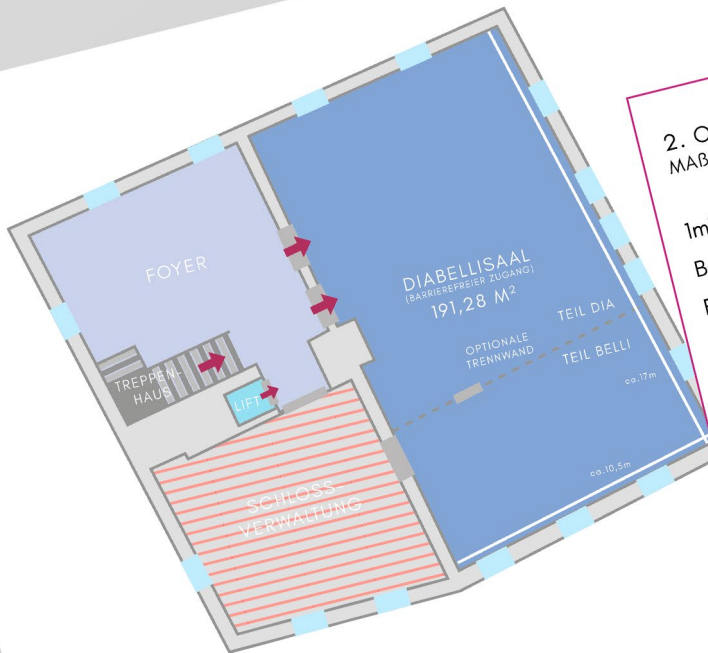 FOYER
TREPPEN-
HAUS
LIFT
SCHLOSS-
VERWALTUNG
DIABELLISAAL
(BARRIEREFREIER ZUGANG)
191,28 M²
OPTIONALE
TRENNWAND
TEIL DIA
TEIL BELLI
ca.17m
ca.10,5m
2. O
MAß
1m
B